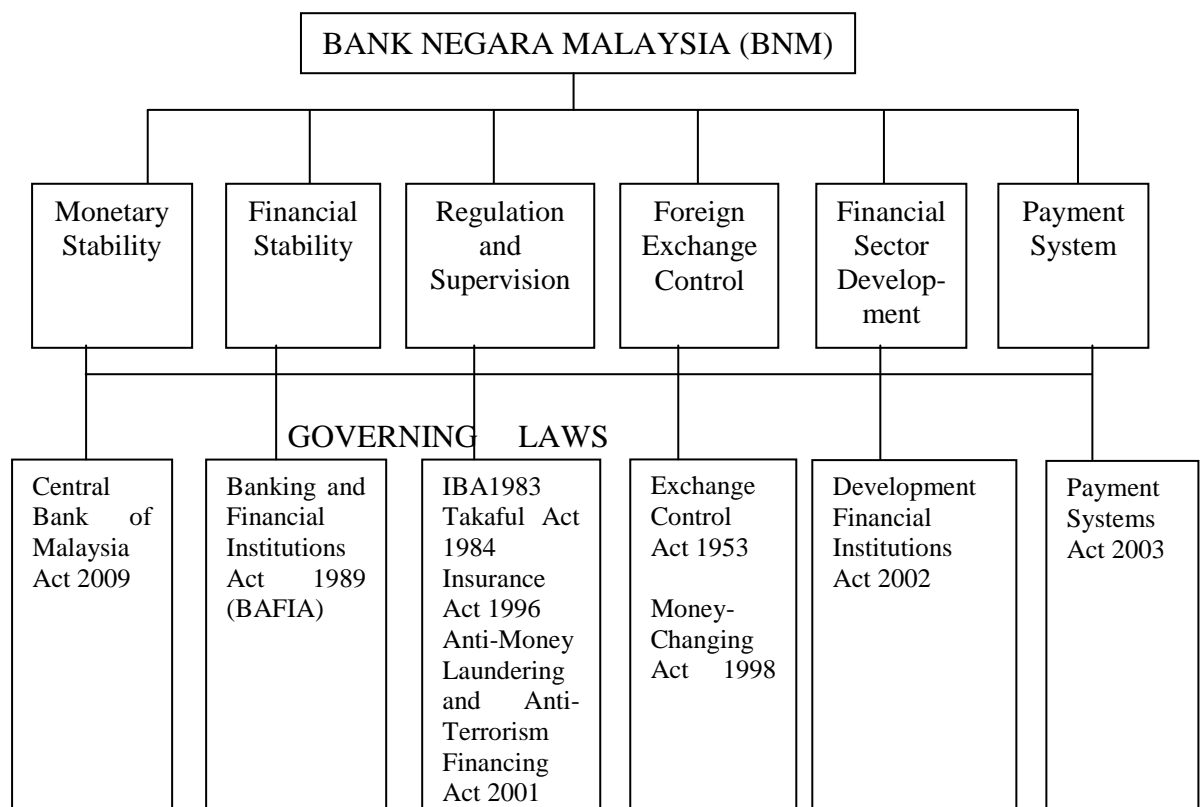 BANK NEGARA MALAYSIA (BNM)
Monetary
Stability
Financial
Stability
Regulation
and
Supervision
Foreign
Exchange
Control
Financial
Sector
Develop-
ment
Payment
System
GOVERNING LAWS
Central
Bank of
Malaysia
Act 2009
Banking and
Financial
Institutions
Act 1989
(BAFIA)
IBA1983
Takaful Act
1984
Insurance
Act 1996
Anti-Money
Laundering
and Anti-
Terrorism
Financing
Act 2001
Exchange
Control
Act 1953
Money-
Changing
Act 1998
Development
Financial
Institutions
Act 2002
Payment
Systems
Act 2003